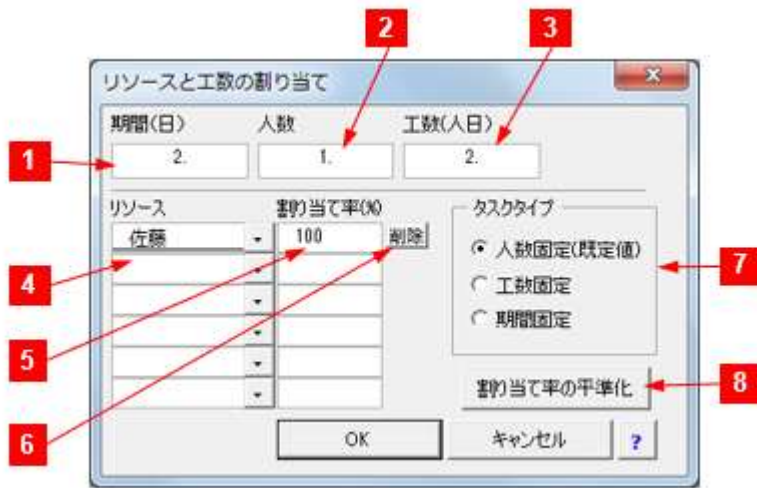 2 3
リソースと工数の割り当て
期間(日) 人数 工数(人日)
1 2. 1. 2.
リソース 割り当て率(%) タスクタイプ
佐藤 100 削除
人数固定(既定値)
4 7
工数固定
期間固定
5
割り当て率の平準化 8
6 OK キャンセル ?